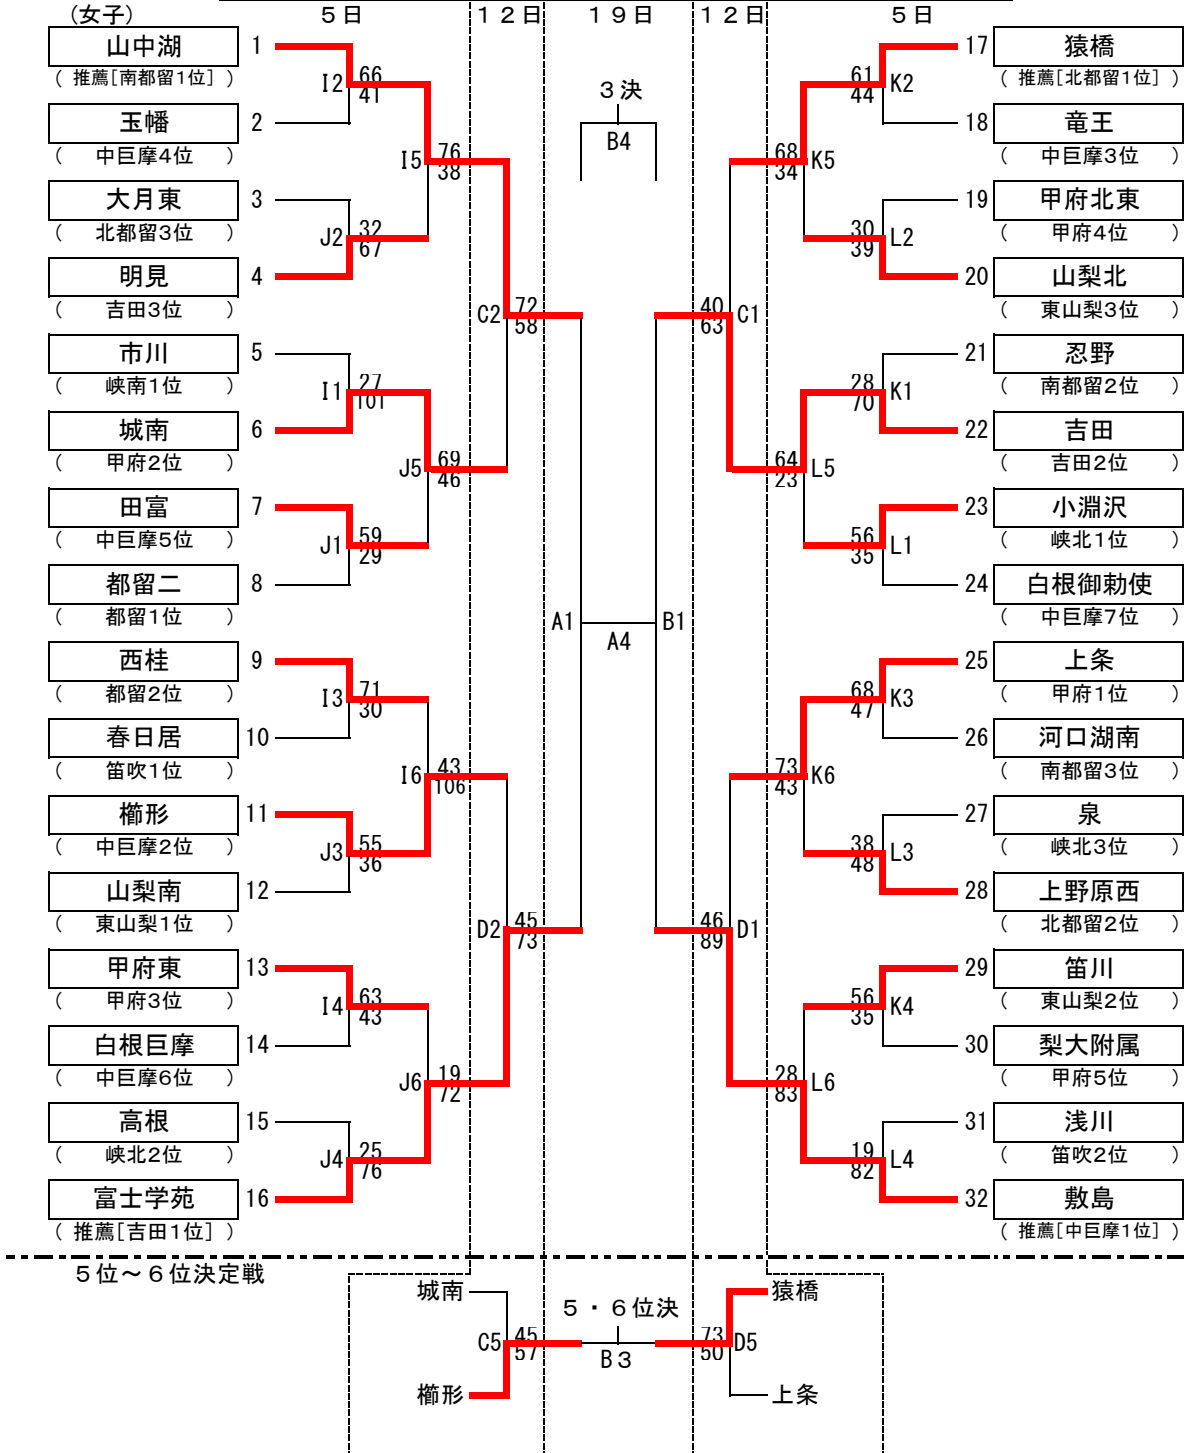 (女子)
５日
１２日
１９日
１２日
５日
山中湖
1
( 推薦[南都留1位] )
I2
66
41
玉幡
2
( 中巨摩4位 )
I5
76
38
大月東
3
( 北都留3位 )
J2
32
67
明見
4
( 吉田3位 )
C2
72
58
市川
5
( 峡南1位 )
I1
27
101
城南
6
( 甲府2位 )
J5
69
46
田富
7
( 中巨摩5位 )
J1
59
29
都留二
8
( 都留1位 )
西桂
9
( 都留2位 )
I3
71
30
春日居
10
( 笛吹1位 )
I6
43
106
櫛形
11
( 中巨摩2位 )
J3
55
36
山梨南
12
( 東山梨1位 )
D2
45
73
甲府東
13
( 甲府3位 )
I4
63
43
白根巨摩
14
( 中巨摩6位 )
J6
19
72
高根
15
( 峡北2位 )
J4
25
76
富士学苑
16
( 推薦[吉田1位] )
３決
B4
A1
A4
B1
17
猿橋
( 推薦[北都留1位] )
61
44
K2
18
竜王
( 中巨摩3位 )
68
34
K5
19
甲府北東
( 甲府4位 )
30
39
L2
20
山梨北
( 東山梨3位 )
40
63
C1
21
忍野
( 南都留2位 )
28
70
K1
22
吉田
( 吉田2位 )
64
23
L5
23
小淵沢
( 峡北1位 )
56
35
L1
24
白根御勅使
( 中巨摩7位 )
25
上条
( 甲府1位 )
68
47
K3
26
河口湖南
( 南都留3位 )
73
43
K6
27
泉
( 峡北3位 )
38
48
L3
28
上野原西
( 北都留2位 )
46
89
D1
29
笛川
( 東山梨2位 )
56
35
K4
30
梨大附属
( 甲府5位 )
28
83
L6
31
浅川
( 笛吹2位 )
19
82
L4
32
敷島
( 推薦[中巨摩1位] )
５位～６位決定戦
城南
C5
45
57
櫛形
５・６位決
B３
猿橋
73
50
D5
上条